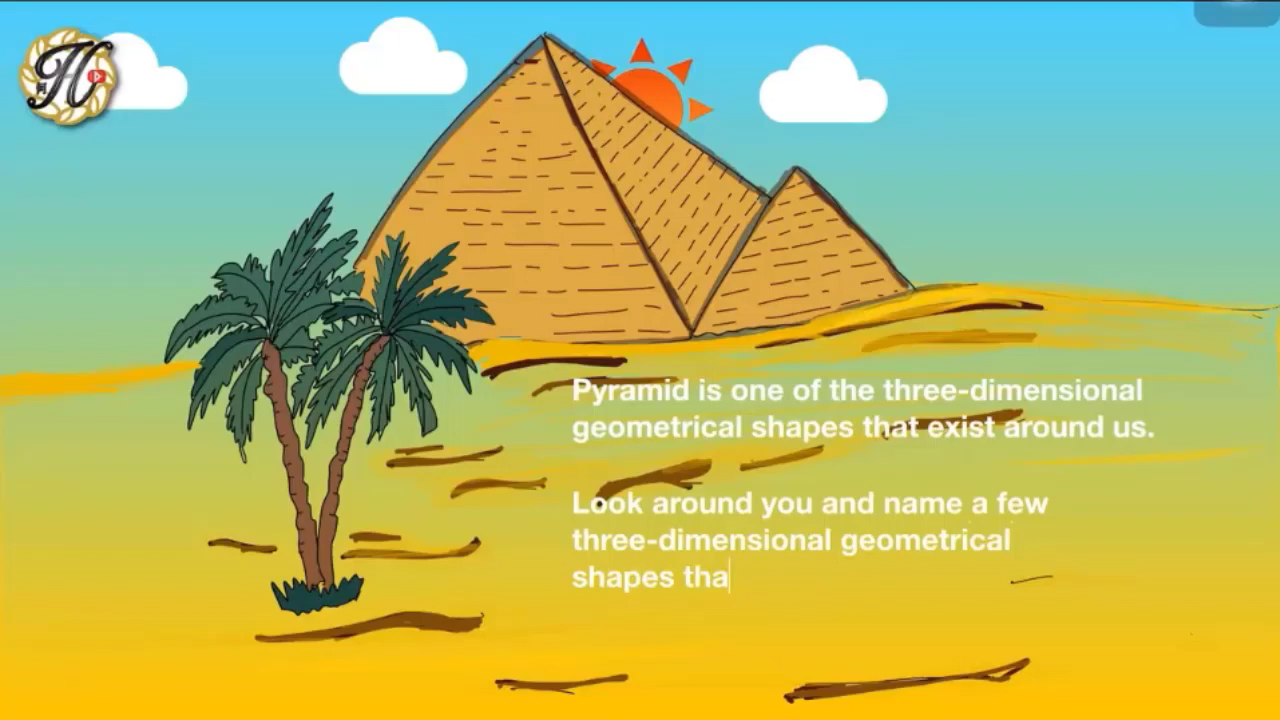 Pyramid is one of the three-dimensional
geometrical shapes that exist around us.
Look around you and name a few
three-dimensional geometrical
shapes tha